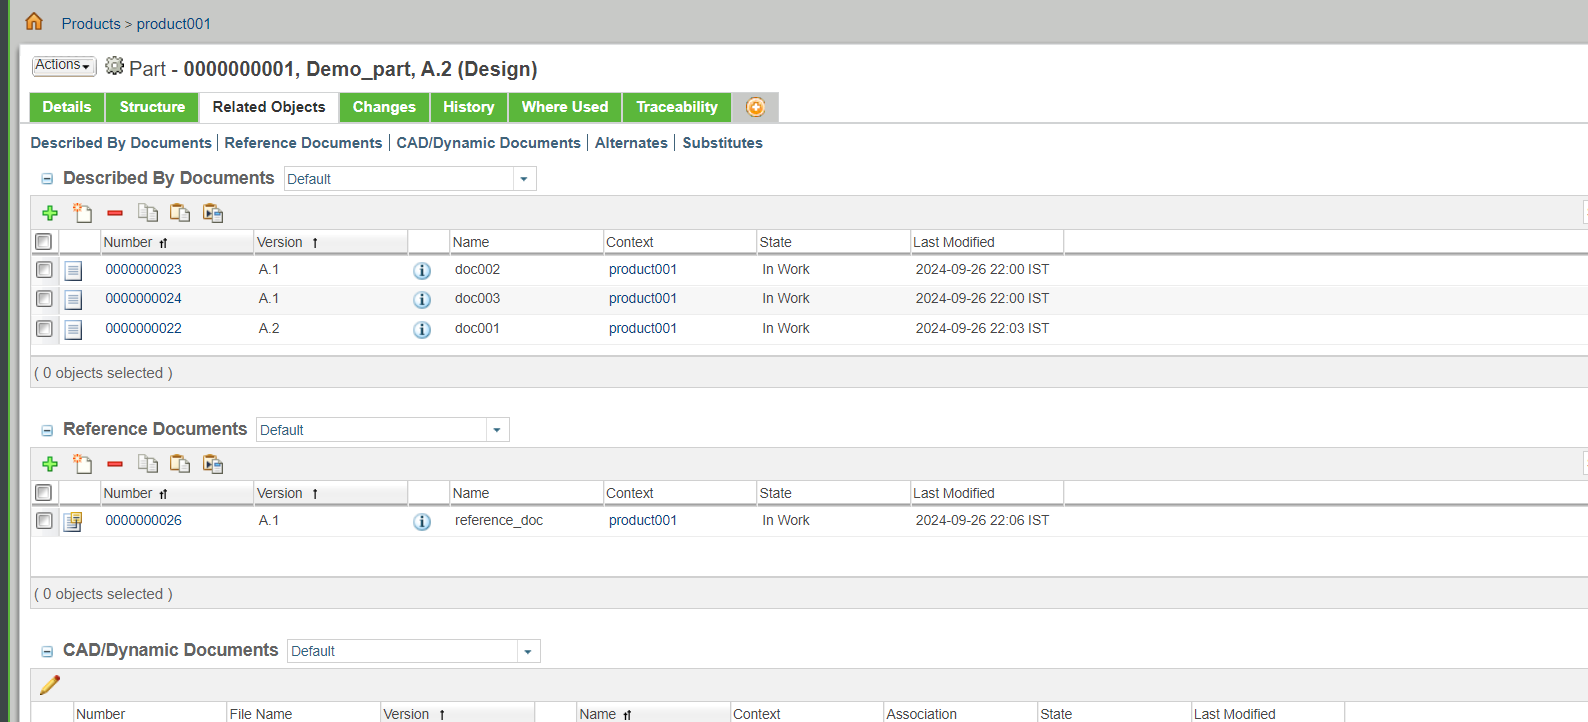 Products > product001
Actions Part - 0000000001, Demo_part, A.2 (Design)
Details Structure Related Objects Changes History Where Used Traceability
Described By Documents Reference Documents CAD/Dynamic Documents Alternates Substitutes
Described By Documents Default
Number Version Name Context State Last Modified
0000000023 A.1 doc002 product001 In Work 2024-09-26 22:00 IST
0000000024 A.1 doc003 product001 In Work 2024-09-26 22:00 IST
0000000022 A.2 doc001 product001 In Work 2024-09-26 22:03 IST
( 0 objects selected )
Reference Documents Default
Number Version Name Context State Last Modified
0000000026 A.1 reference_doc product001 In Work 2024-09-26 22:06 IST
( 0 objects selected )
CAD/Dynamic Documents Default
Number File Name Version Name Context Association State Last Modified